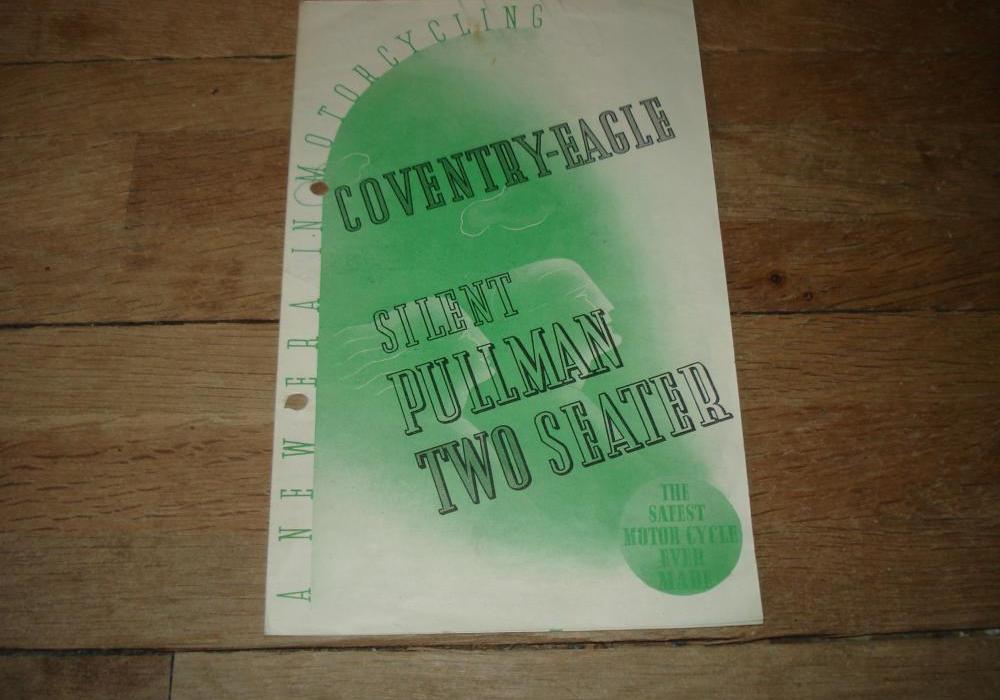 A NEW ERA IN MOTORCYCLING
COVENTRY-EAGLE
SILENT
PULLMAN
TWO SEATER
THE
SAFEST
MOTOR CYCLE
EVER
MADE